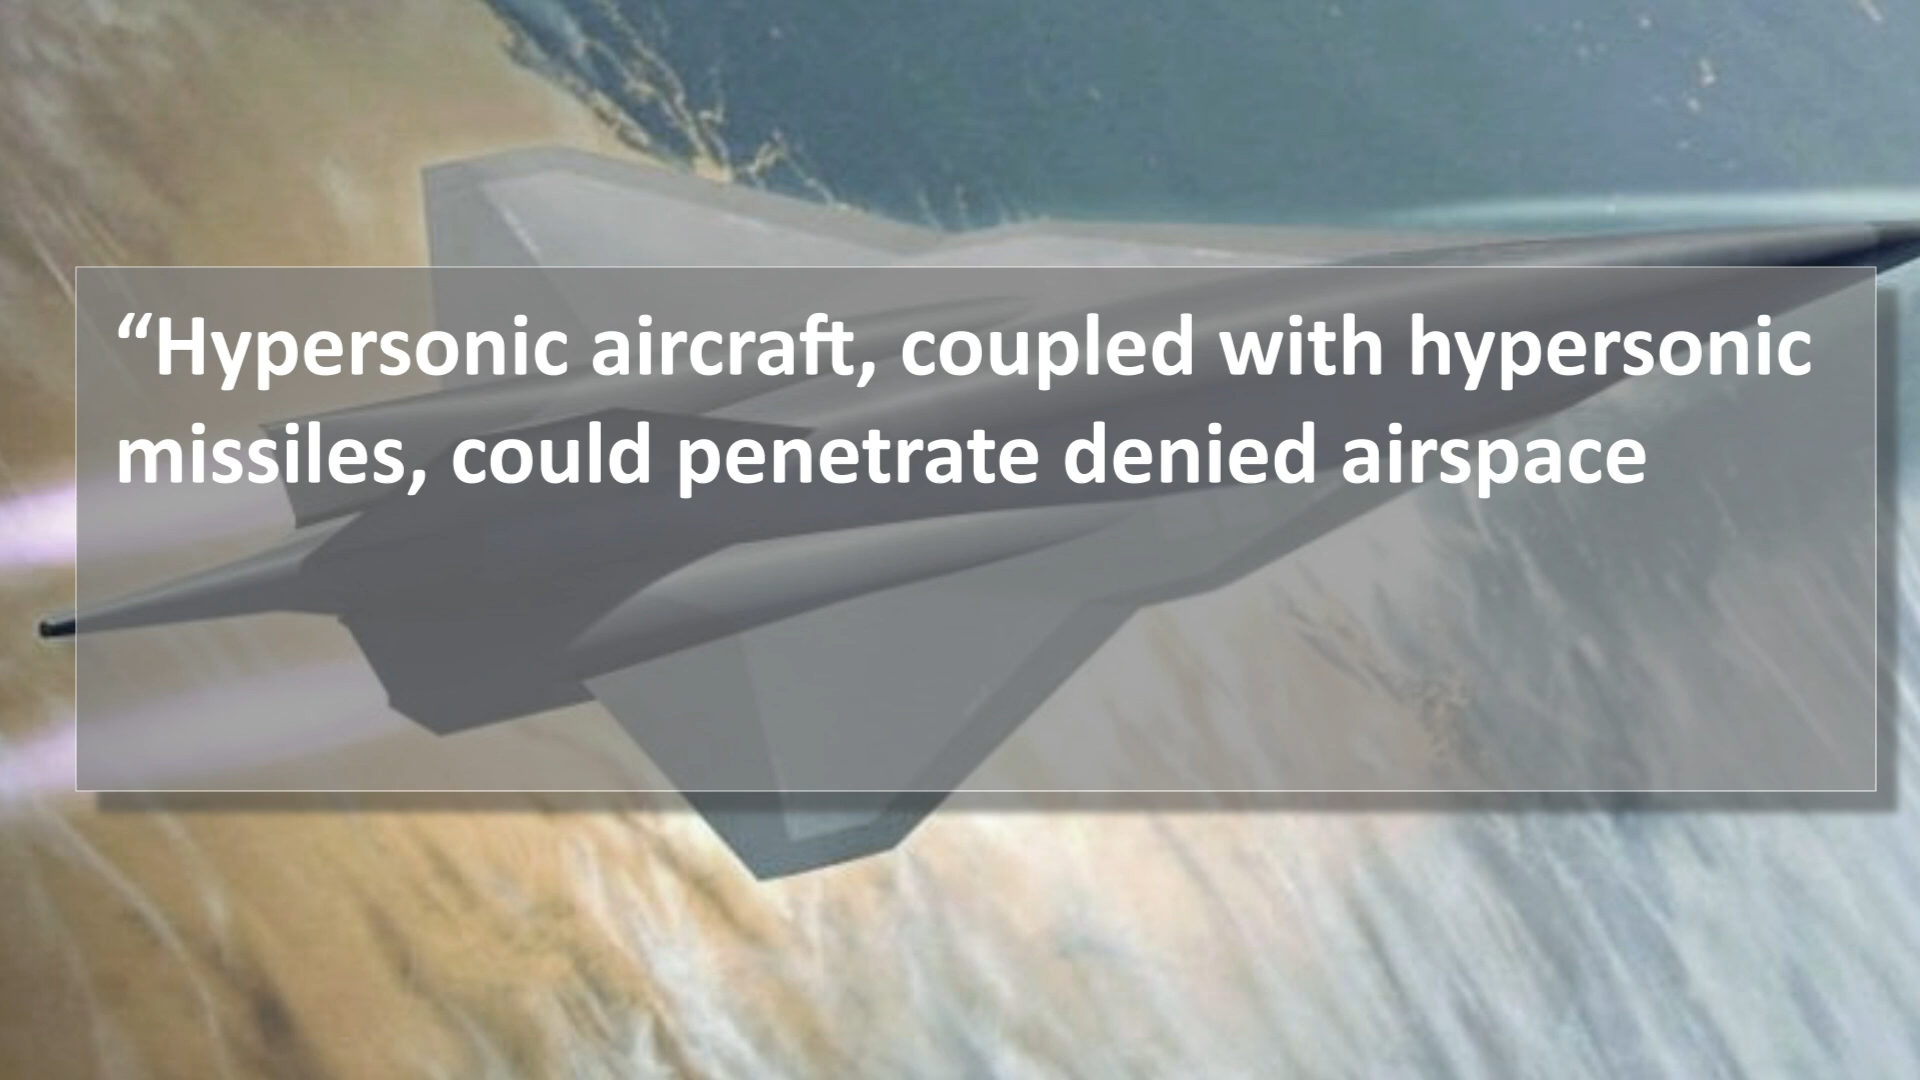 “Hypersonic aircraft, coupled with hypersonic
missiles, could penetrate denied airspace